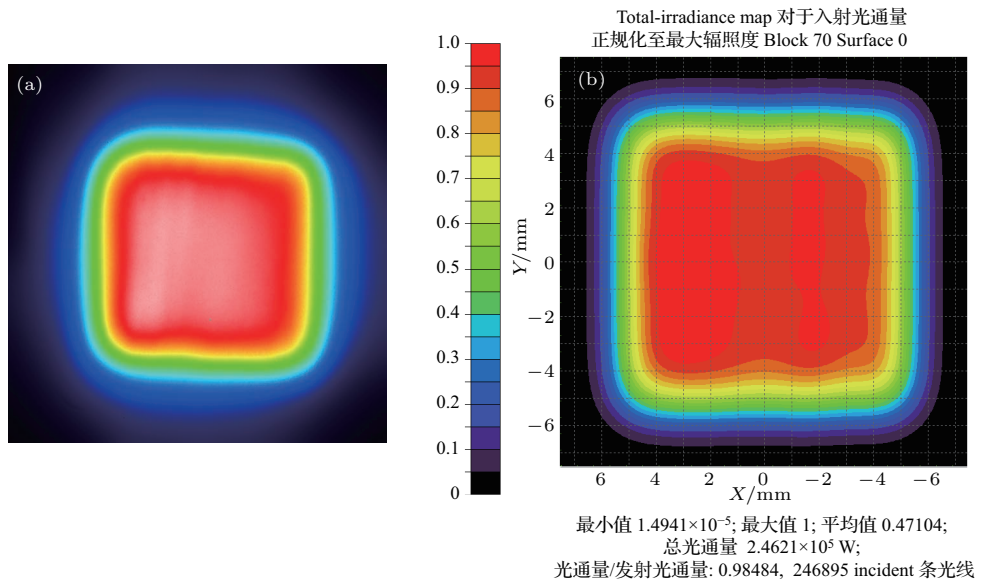 Total-irradiance map 对于入射光通量
正规化至最大辐照度 Block 70 Surface 0
(a)
(b)
1.0
0.9
0.8
0.7
0.6
0.5
0.4
0.3
0.2
0.1
0
Y/mm
6
4
2
0
−2
−4
−6
6 4 2 0 −2 −4 −6
X/mm
最小值 1.4941×10⁻⁵; 最大值 1; 平均值 0.47104;
总光通量 2.4621×10⁵ W;
光通量/发射光通量: 0.98484, 246895 incident 条光线